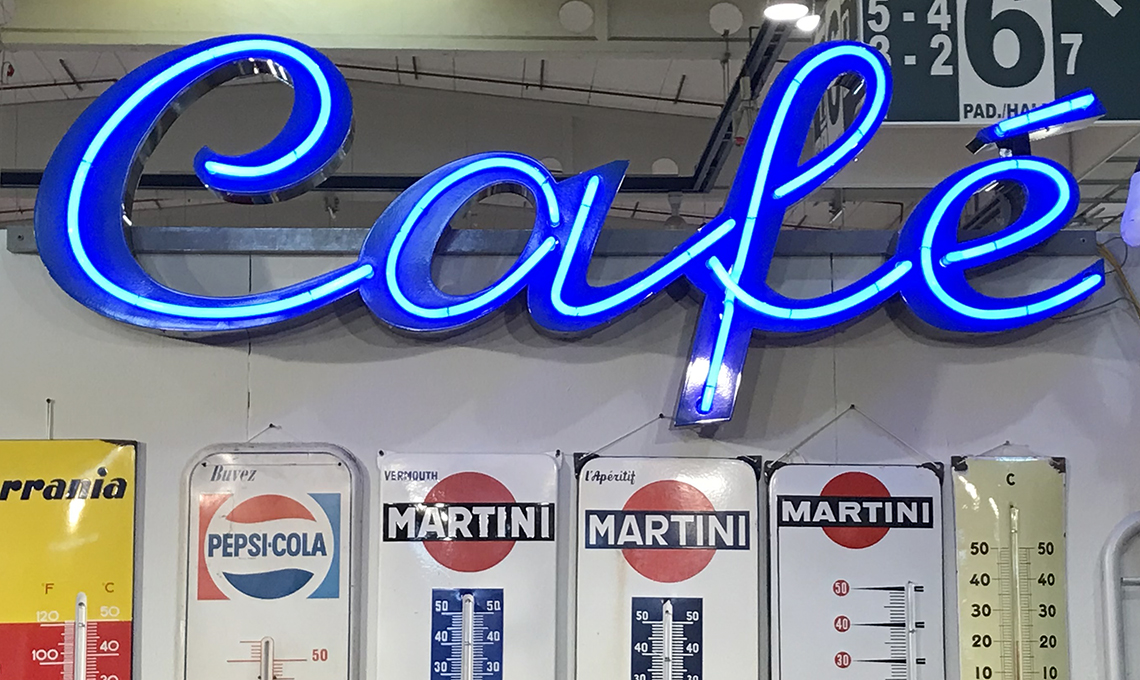 5 - 4
3 - 2
6
7
PAD./HAL
Café
rrania
°F °C
120 50
100 40
30
Buvez
PEPSI·COLA
50
VERMOUTH
MARTINI
50 50
40 40
30 30
l'Apéritif
MARTINI
50 50
40 40
MARTINI
50
40
30
C
50 50
40 40
30 30
20 20
10 10